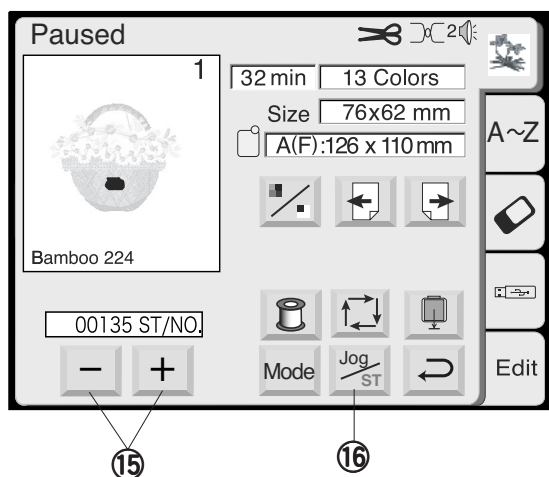 Paused
2
1
32 min 13 Colors
Size 76x62 mm
A(F):126 x 110 mm
A~Z
Bamboo 224
00135 ST/NO.
− +
Mode Jog/ST Edit
⑮ ⑯